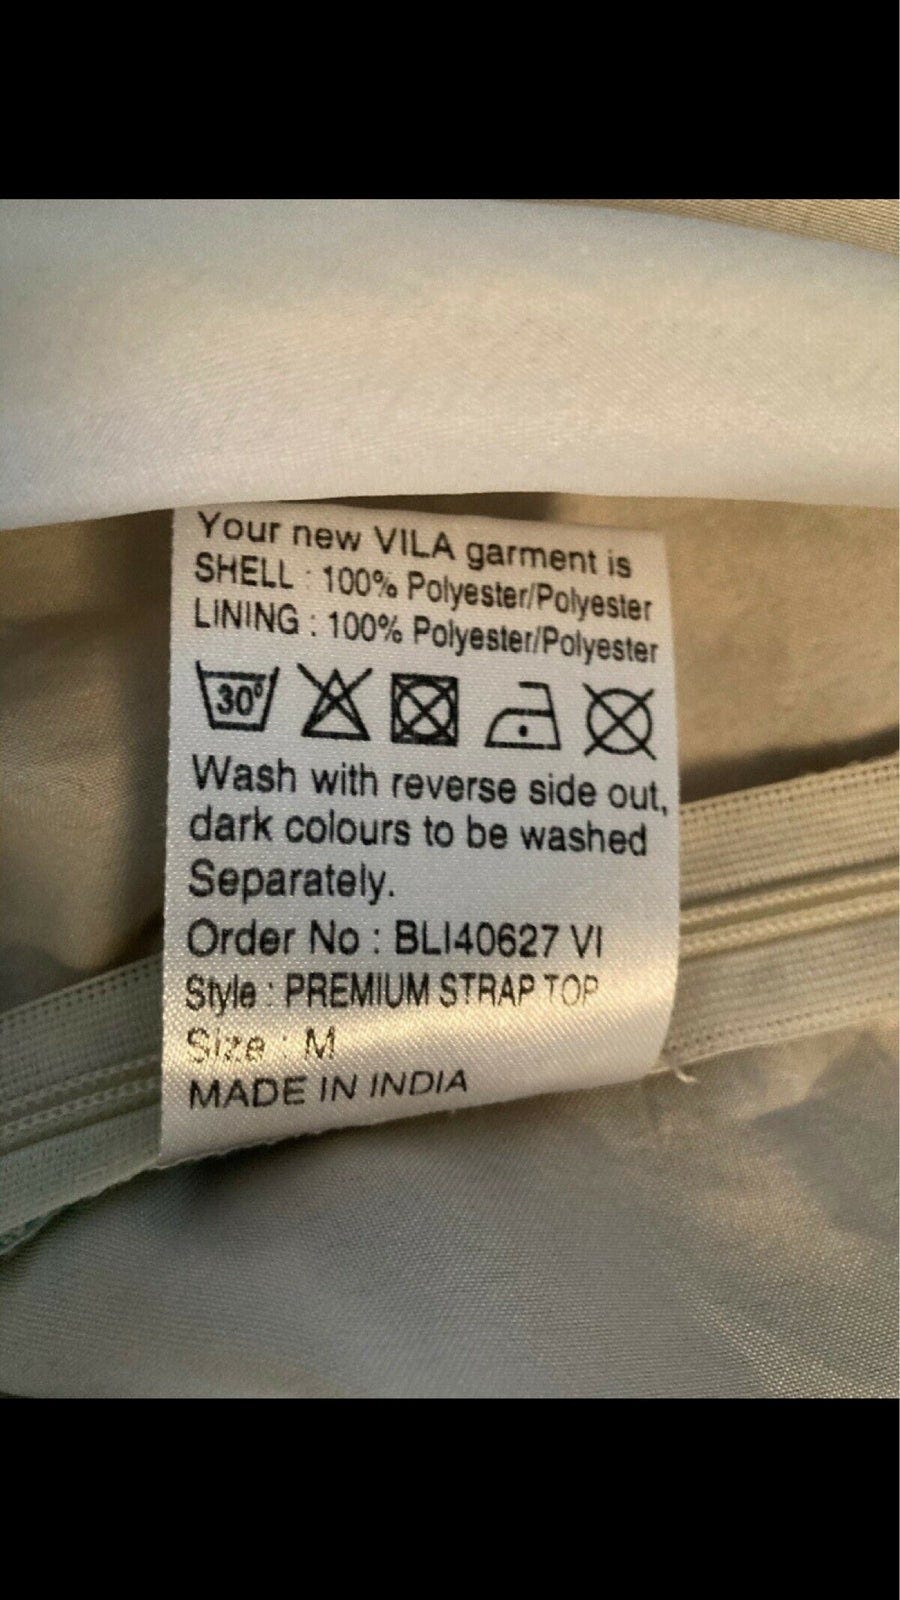 Your new VILA garment is
SHELL : 100% Polyester/Polyester
LINING : 100% Polyester/Polyester
30°
Wash with reverse side out,
dark colours to be washed
Separately.
Order No : BLI40627 VI
Style : PREMIUM STRAP TOP
Size : M
MADE IN INDIA